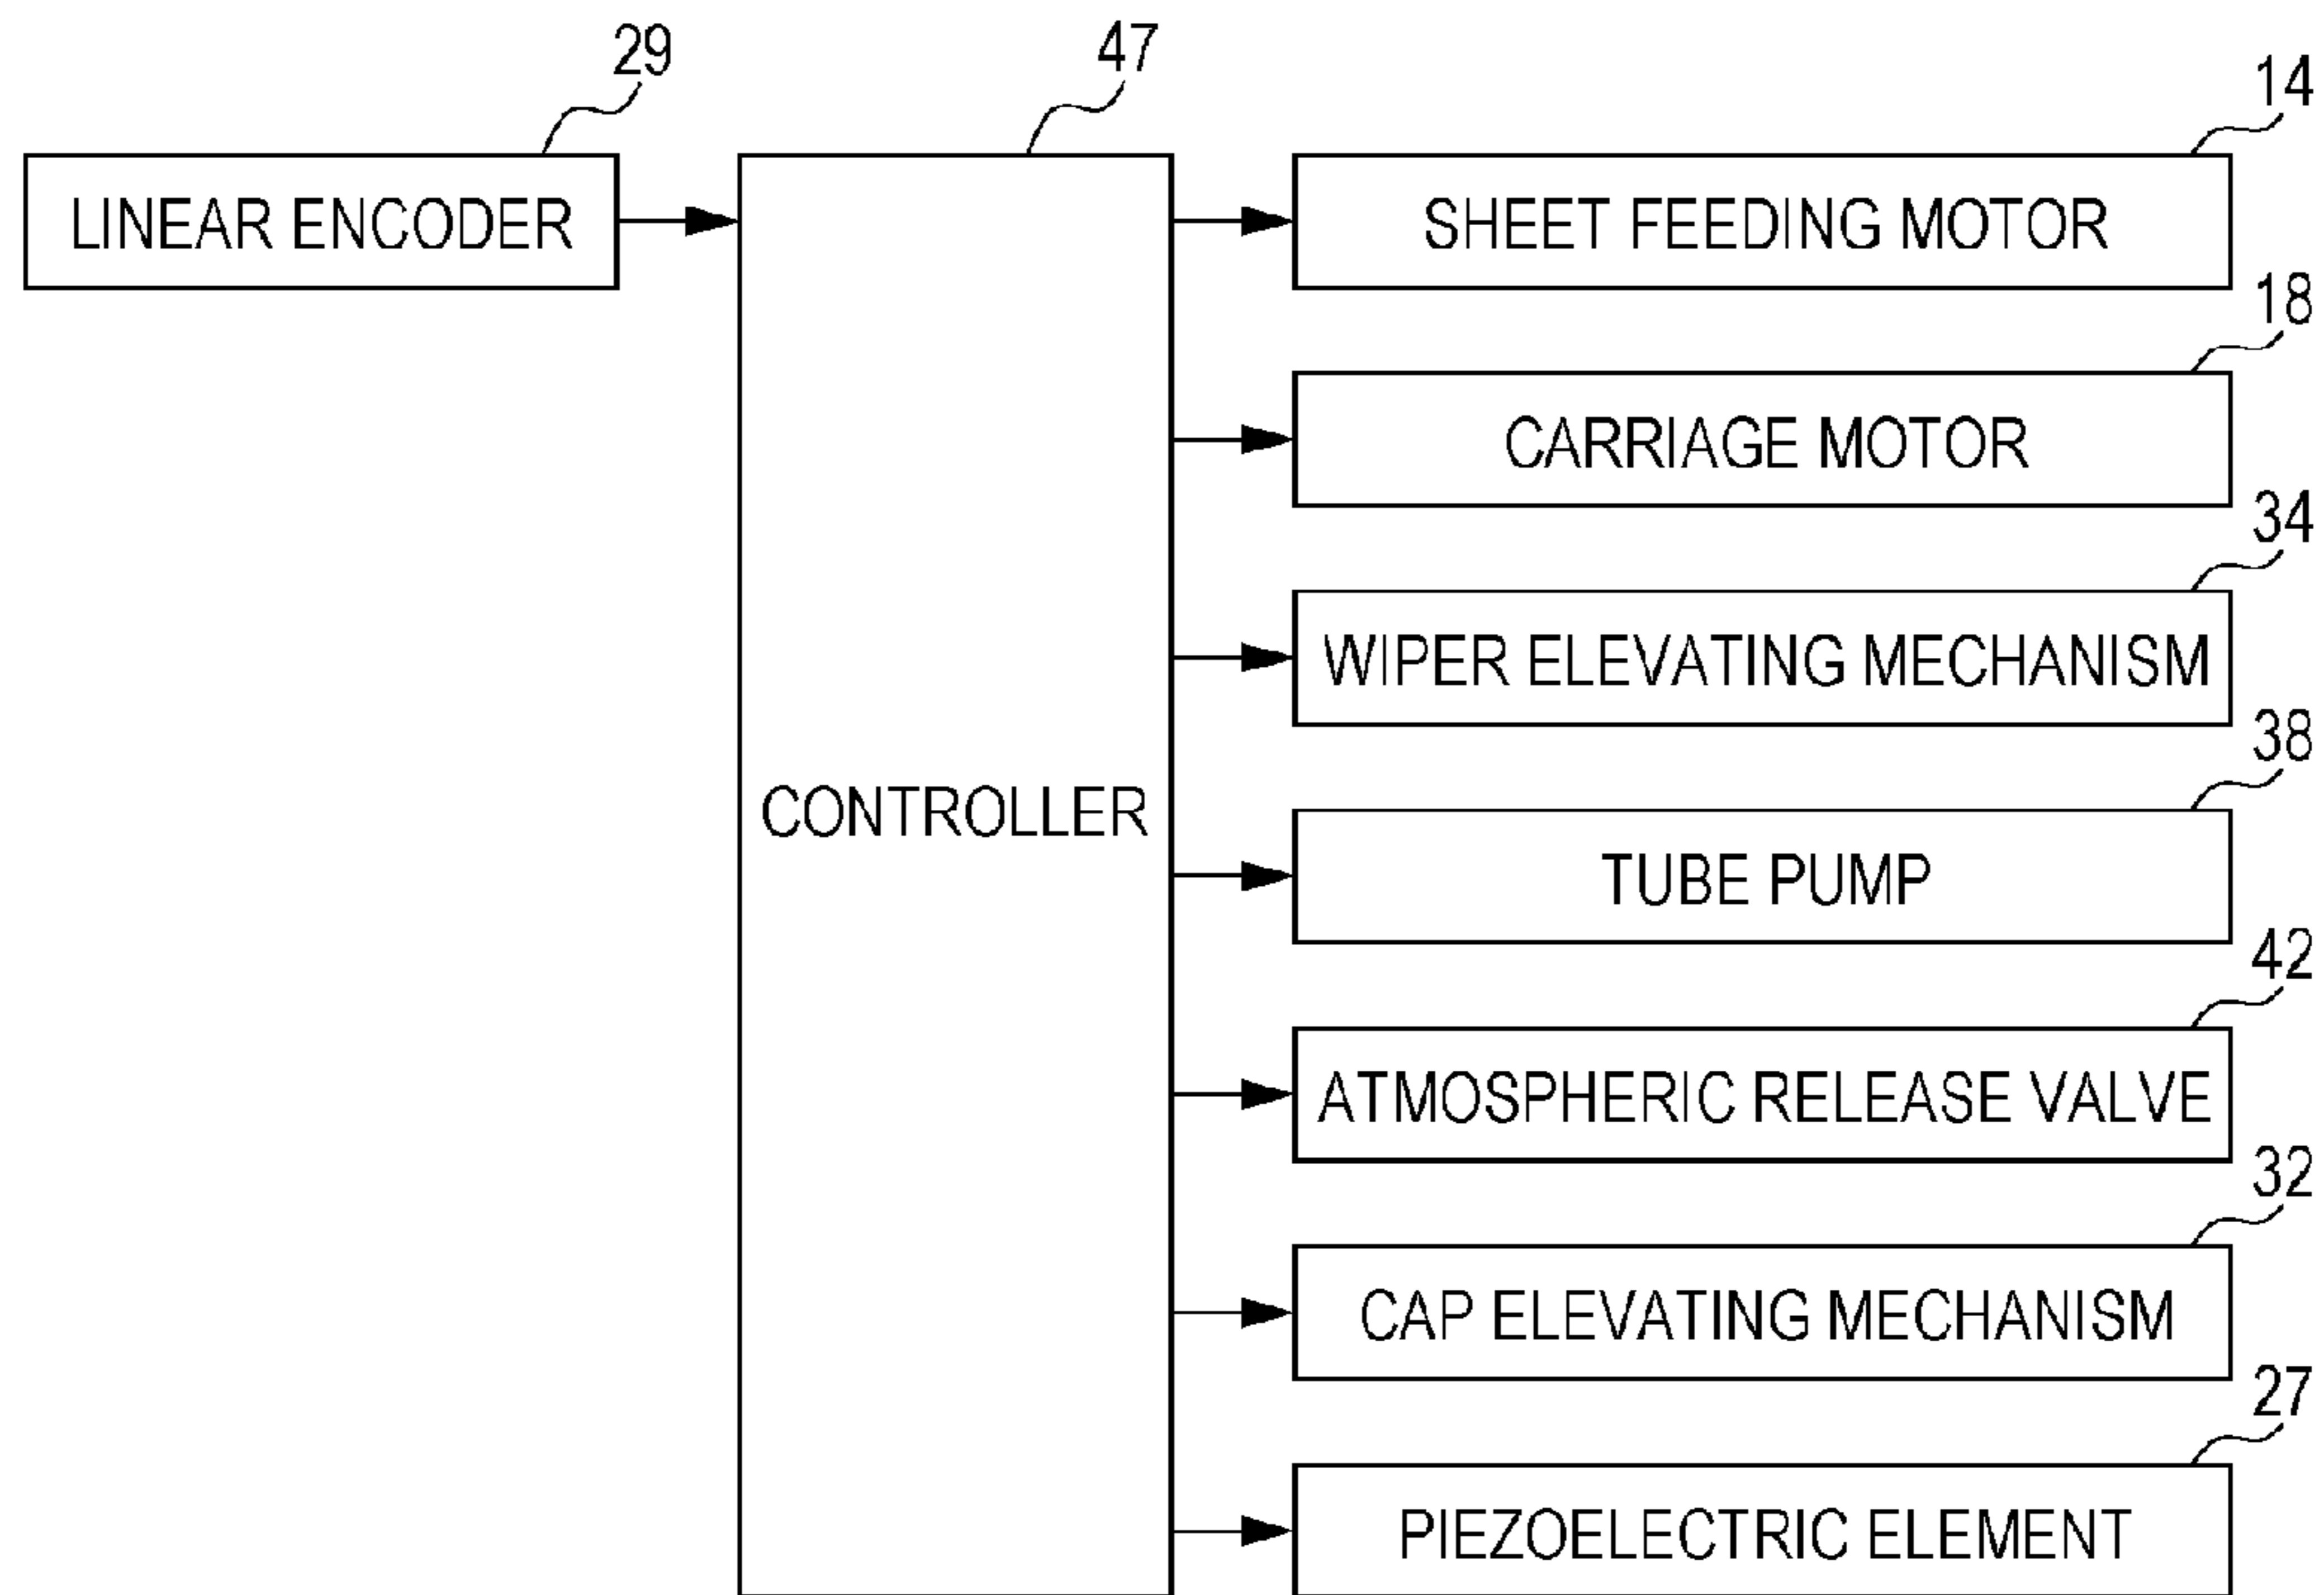 29
47
14
LINEAR ENCODER
SHEET FEEDING MOTOR
18
CARRIAGE MOTOR
34
WIPER ELEVATING MECHANISM
38
CONTROLLER
TUBE PUMP
42
ATMOSPHERIC RELEASE VALVE
32
CAP ELEVATING MECHANISM
27
PIEZOELECTRIC ELEMENT